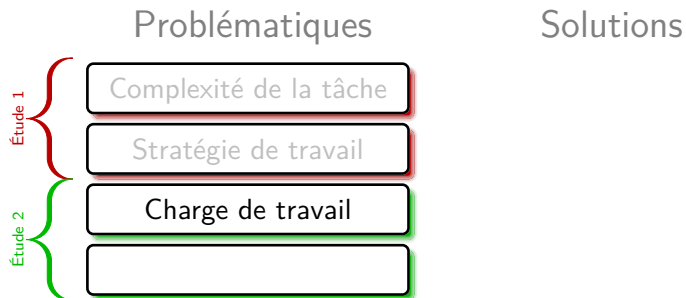 Problématiques Solutions
Étude 1
Complexité de la tâche
Stratégie de travail
Étude 2
Charge de travail